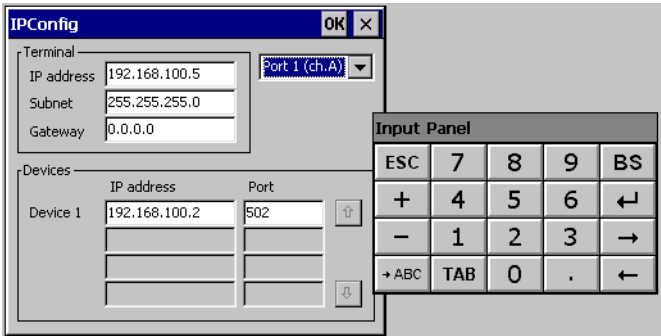 IPConfig OK ×
Terminal
IP address 192.168.100.5 Port 1 (ch.A)
Subnet 255.255.255.0
Gateway 0.0.0.0
Devices
IP address Port
Device 1 192.168.100.2 502
Input Panel
ESC 7 8 9 BS
+ 4 5 6 ↵
− 1 2 3 →
→ABC TAB 0 . ←